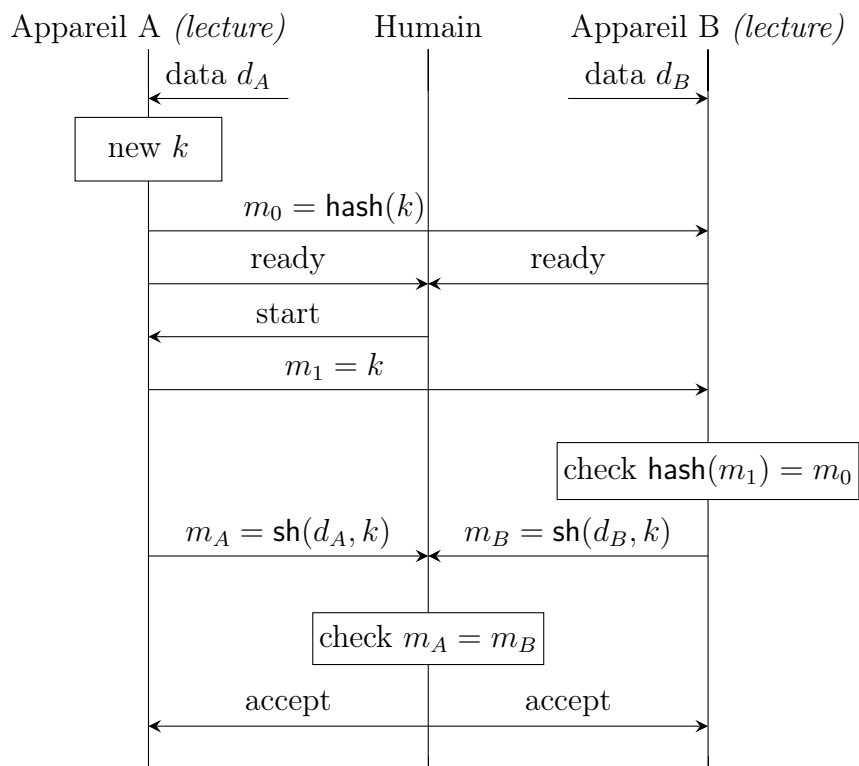 Appareil A (lecture) Humain Appareil B (lecture)
data d_A data d_B
new k
m_0 = hash(k)
ready ready
start
m_1 = k
check hash(m_1) = m_0
m_A = sh(d_A, k) m_B = sh(d_B, k)
check m_A = m_B
accept accept